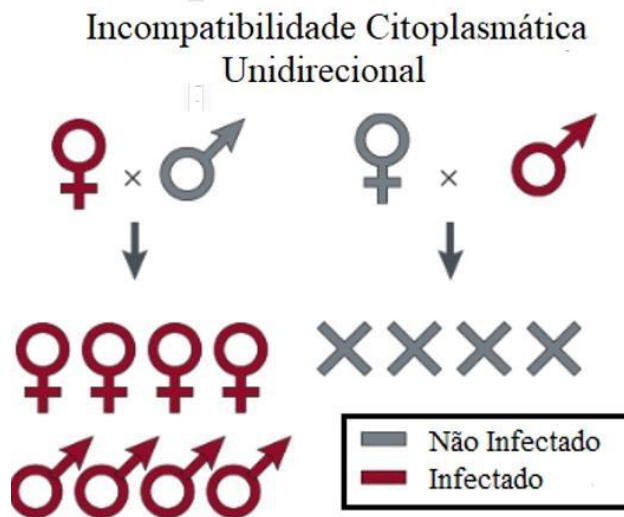 Incompatibilidade Citoplasmática
Unidirecional
×
×
Não Infectado
Infectado